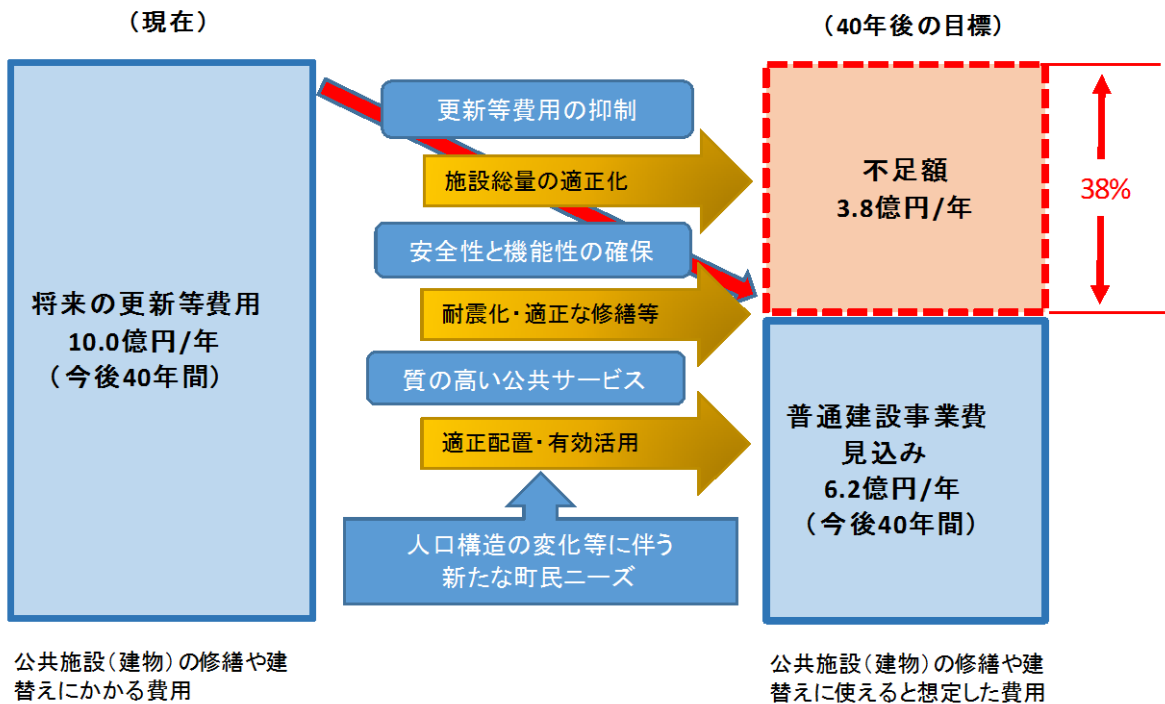 （現在）
（40年後の目標）
将来の更新等費用
10.0億円/年
（今後40年間）
更新等費用の抑制
施設総量の適正化
安全性と機能性の確保
耐震化・適正な修繕等
質の高い公共サービス
適正配置・有効活用
人口構造の変化等に伴う
新たな町民ニーズ
不足額
3.8億円/年
38%
普通建設事業費
見込み
6.2億円/年
（今後40年間）
公共施設（建物）の修繕や建
替えにかかる費用
公共施設（建物）の修繕や建
替えに使えると想定した費用